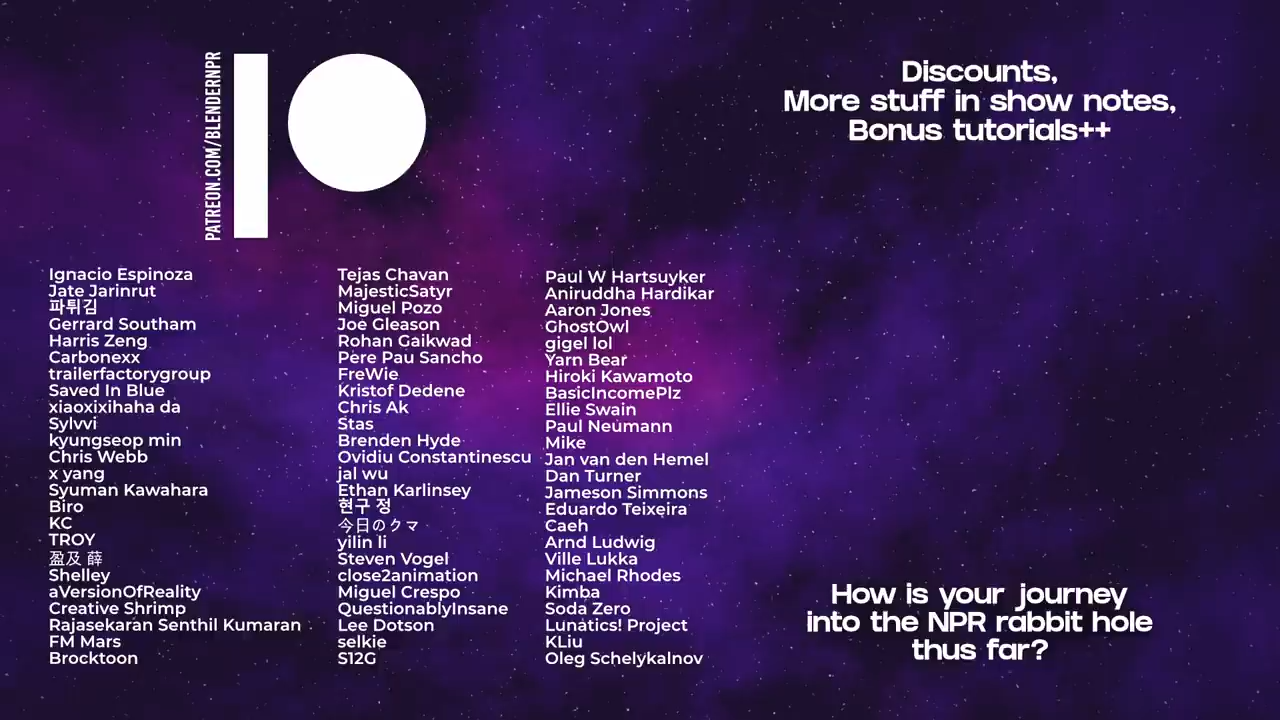 PATREON.COM/BLENDERNPR
Discounts,
More stuff in show notes,
Bonus tutorials++
Ignacio Espinoza
Jate Jarinrut
파튀김
Gerrard Southam
Harris Zeng
Carbonexx
trailerfactorygroup
Saved In Blue
xiaoxixihaha da
Sylvvi
kyungseop min
Chris Webb
x yang
Syuman Kawahara
Biro
KC
TROY
盈及 薛
Shelley
aVersionOfReality
Creative Shrimp
Rajasekaran Senthil Kumaran
FM Mars
Brocktoon
Tejas Chavan
MajesticSatyr
Miguel Pozo
Joe Gleason
Rohan Gaikwad
Pere Pau Sancho
FreWie
Kristof Dedene
Chris Ak
Stas
Brenden Hyde
Ovidiu Constantinescu
jal wu
Ethan Karlinsey
현구 정
今日のクマ
yilin li
Steven Vogel
close2animation
Miguel Crespo
QuestionablyInsane
Lee Dotson
selkie
S12G
Paul W Hartsuyker
Aniruddha Hardikar
Aaron Jones
GhostOwl
gigel lol
Yarn Bear
Hiroki Kawamoto
BasicIncomePlz
Ellie Swain
Paul Neumann
Mike
Jan van den Hemel
Dan Turner
Jameson Simmons
Eduardo Teixeira
Caeh
Arnd Ludwig
Ville Lukka
Michael Rhodes
Kimba
Soda Zero
Lunatics! Project
KLiu
Oleg Schelykalnov
How is your journey
into the NPR rabbit hole
thus far?